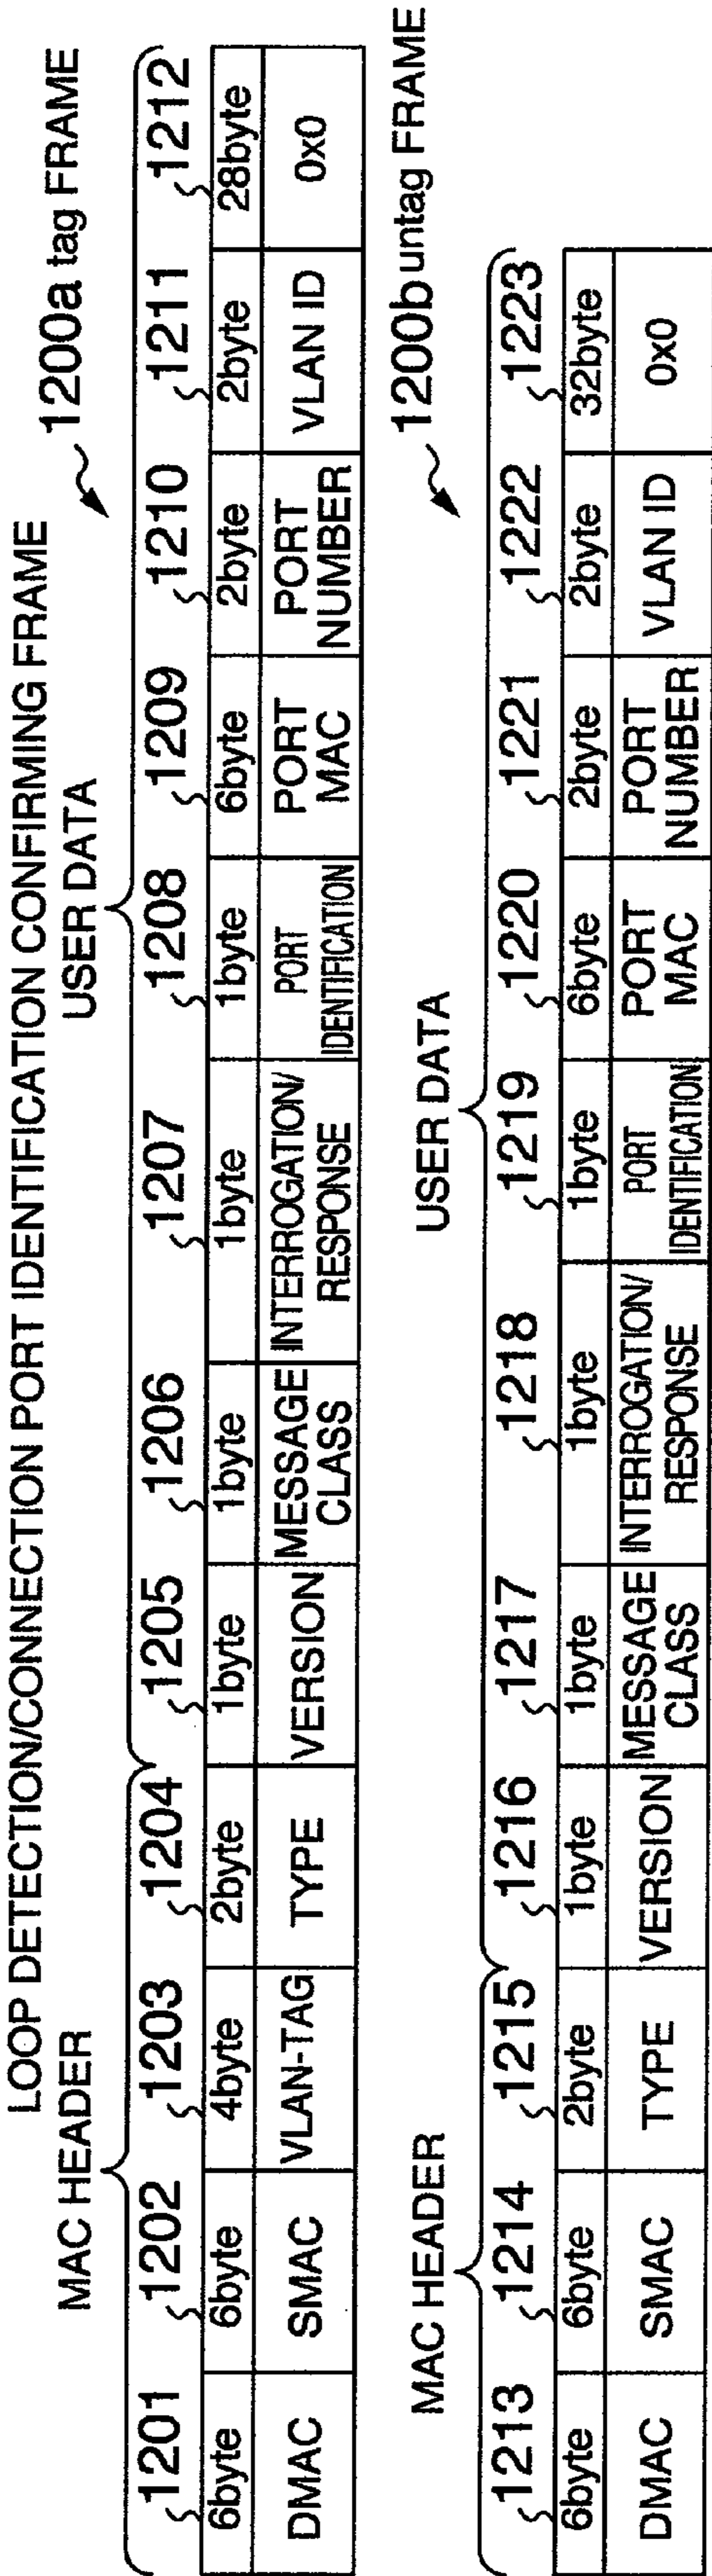 LOOP DETECTION/CONNECTION PORT IDENTIFICATION CONFIRMING FRAME
1200a tag FRAME
MAC HEADER
USER DATA
1201 1202 1203 1204 1205 1206 1207 1208 1209 1210 1211 1212
6byte 6byte 4byte 2byte 1byte 1byte 1byte 1byte 6byte 2byte 2byte 28byte
DMAC SMAC VLAN-TAG TYPE VERSION MESSAGE CLASS INTERROGATION/ RESPONSE PORT IDENTIFICATION PORT MAC PORT NUMBER VLAN ID 0x0
1200b untag FRAME
MAC HEADER
USER DATA
1213 1214 1215 1216 1217 1218 1219 1220 1221 1222 1223
6byte 6byte 2byte 1byte 1byte 1byte 1byte 6byte 2byte 2byte 32byte
DMAC SMAC TYPE VERSION MESSAGE CLASS INTERROGATION/ RESPONSE PORT IDENTIFICATION PORT MAC PORT NUMBER VLAN ID 0x0